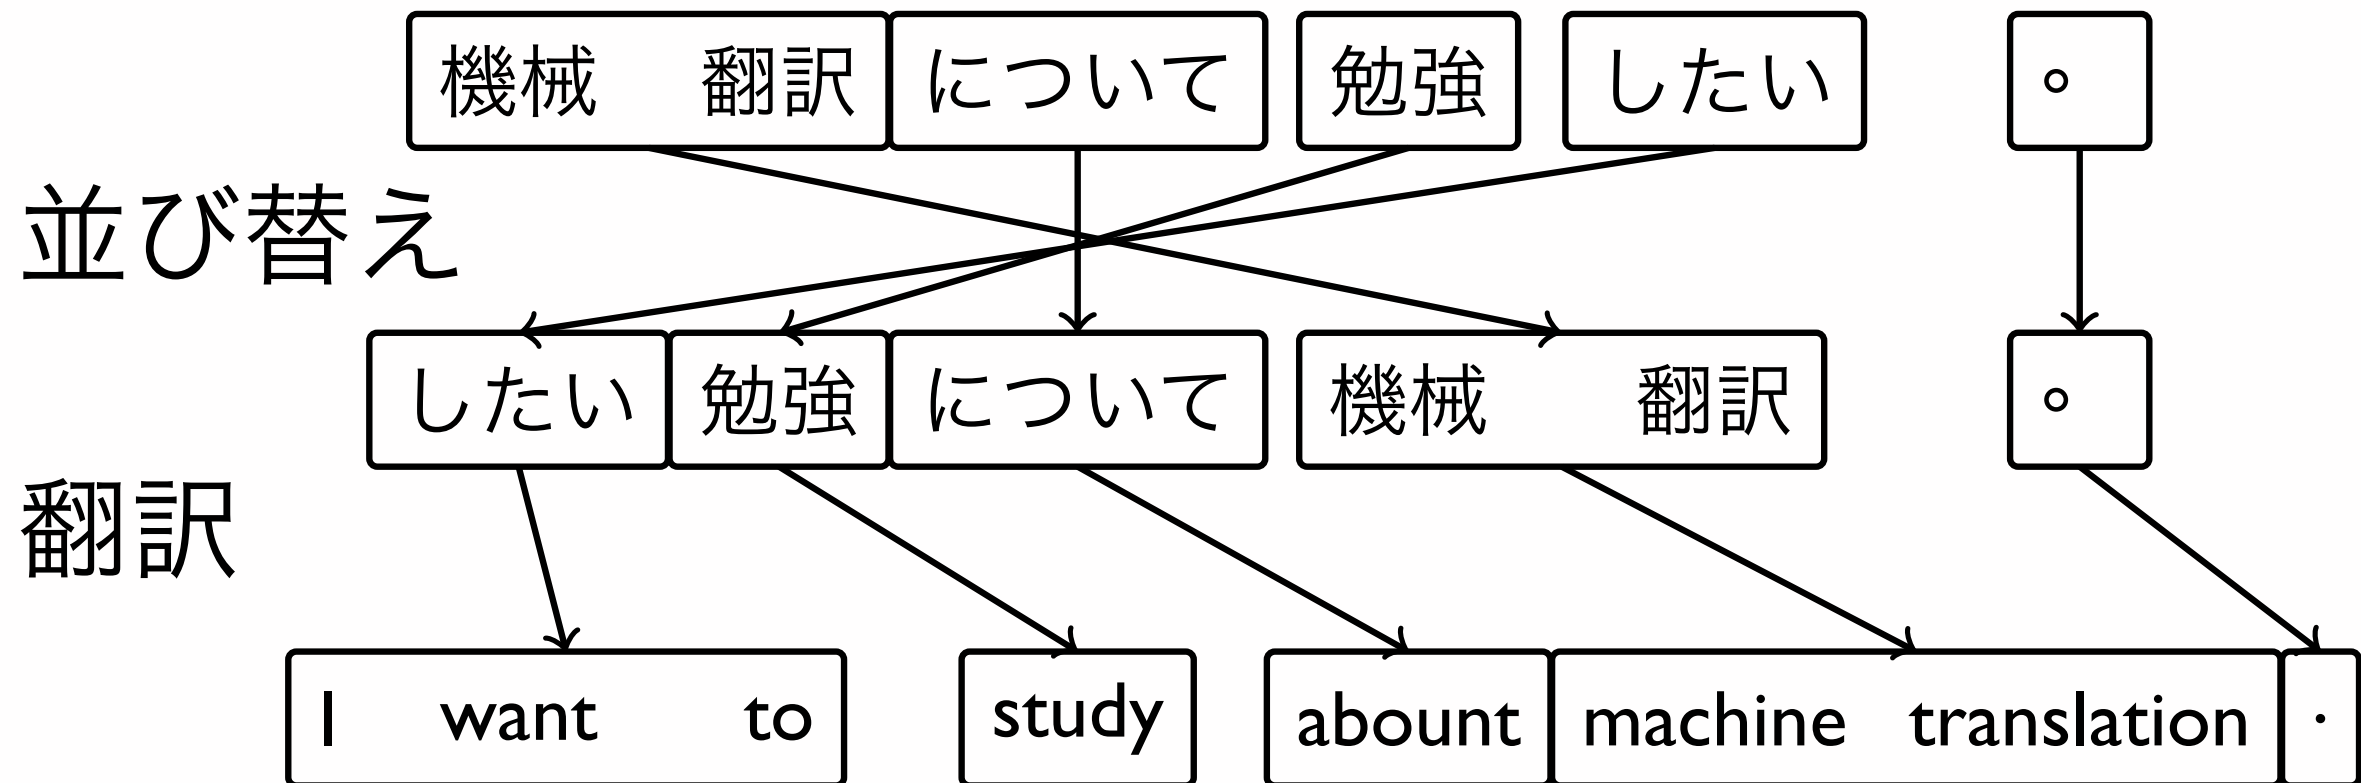 機械 翻訳 について 勉強 したい 。
並び替え
したい 勉強 について 機械 翻訳 。
翻訳
I want to study abount machine translation .